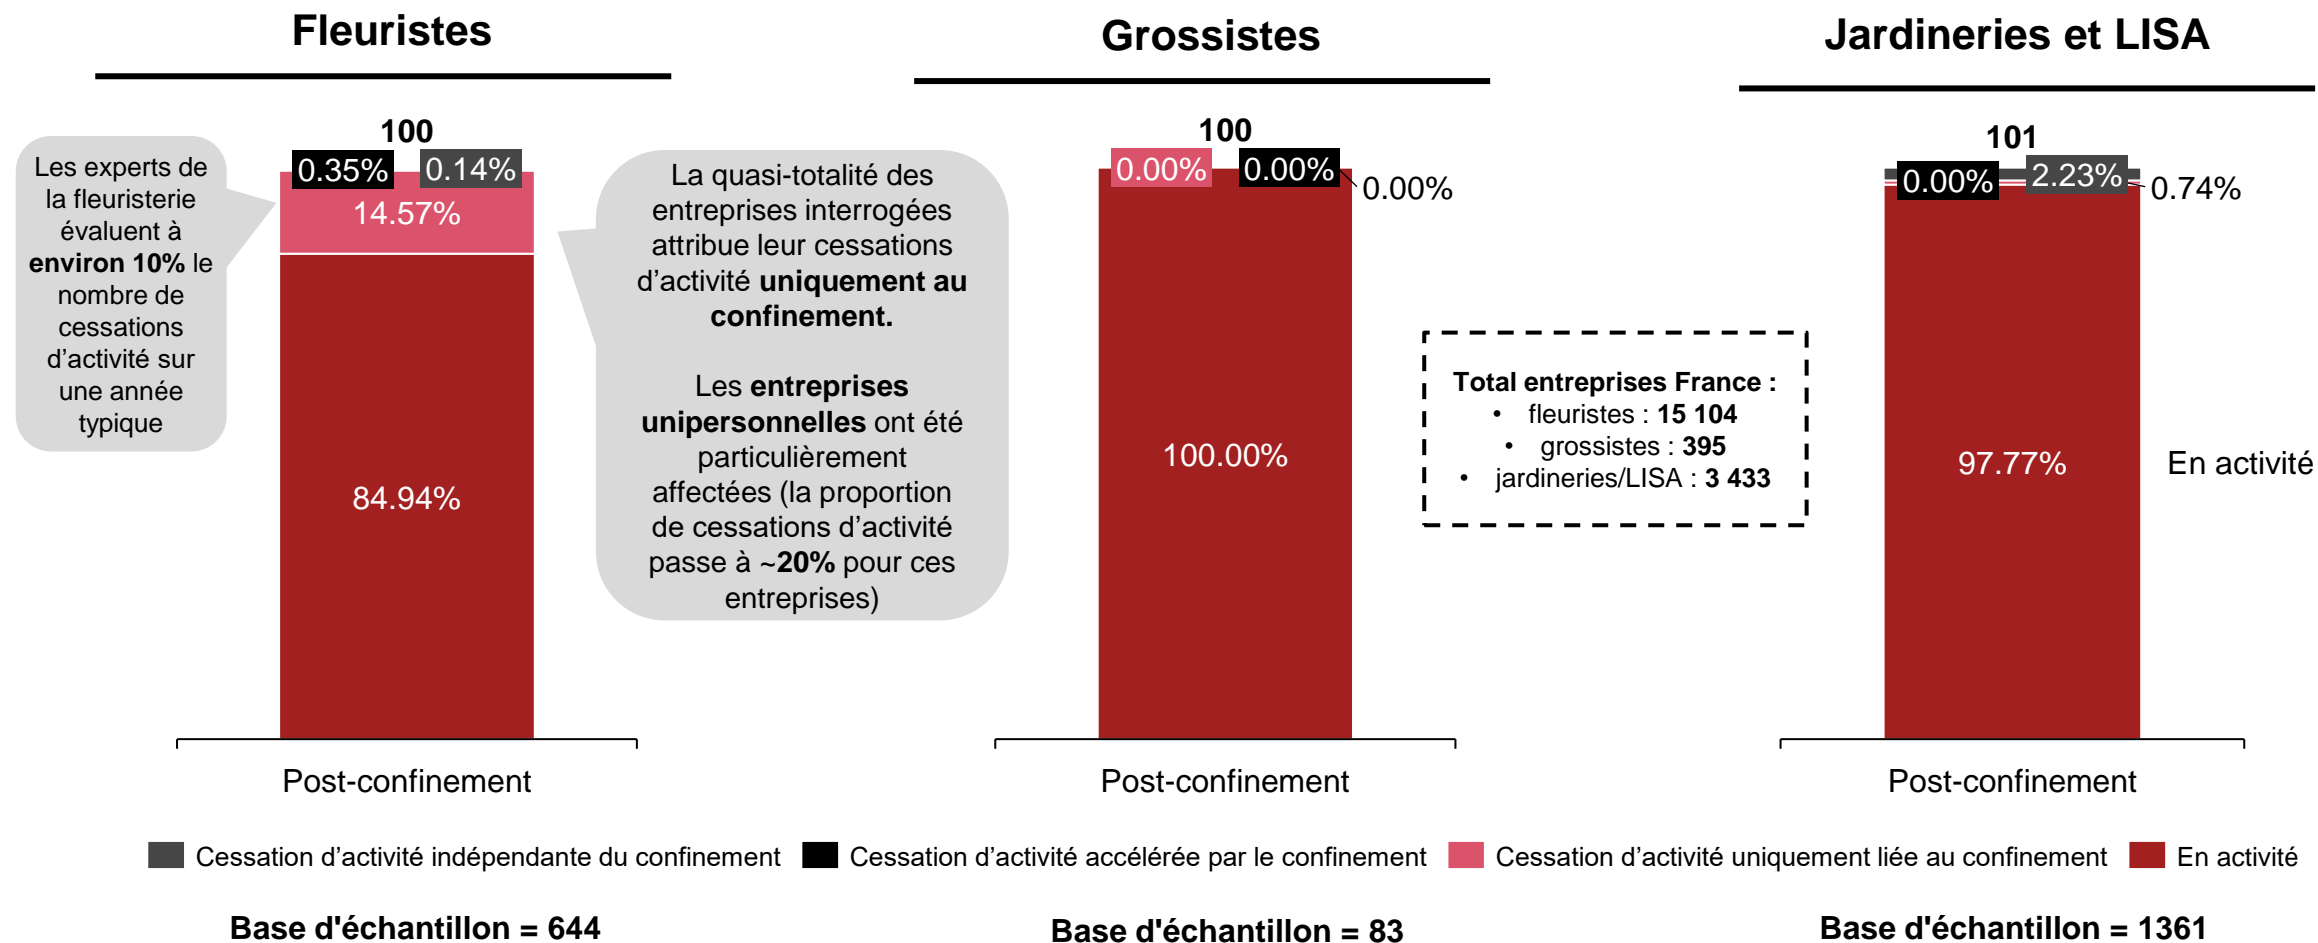 Fleuristes
100
0.35%
0.14%
14.57%
84.94%
Les experts de
la fleuristerie
évaluent à
environ 10% le
nombre de
cessations
d'activité sur
une année
typique
La quasi-totalité des
entreprises interrogées
attribue leur cessations
d'activité uniquement au
confinement.
Les entreprises
unipersonnelles ont été
particulièrement
affectées (la proportion
de cessations d'activité
passe à ~20% pour ces
entreprises)
Post-confinement
Grossistes
100
0.00%
0.00%
0.00%
100.00%
Post-confinement
Total entreprises France :
• fleuristes : 15 104
• grossistes : 395
• jardineries/LISA : 3 433
Jardineries et LISA
101
0.00%
2.23%
0.74%
97.77%
En activité
Post-confinement
Cessation d'activité indépendante du confinement
Cessation d'activité accélérée par le confinement
Cessation d'activité uniquement liée au confinement
En activité
Base d'échantillon = 644
Base d'échantillon = 83
Base d'échantillon = 1361